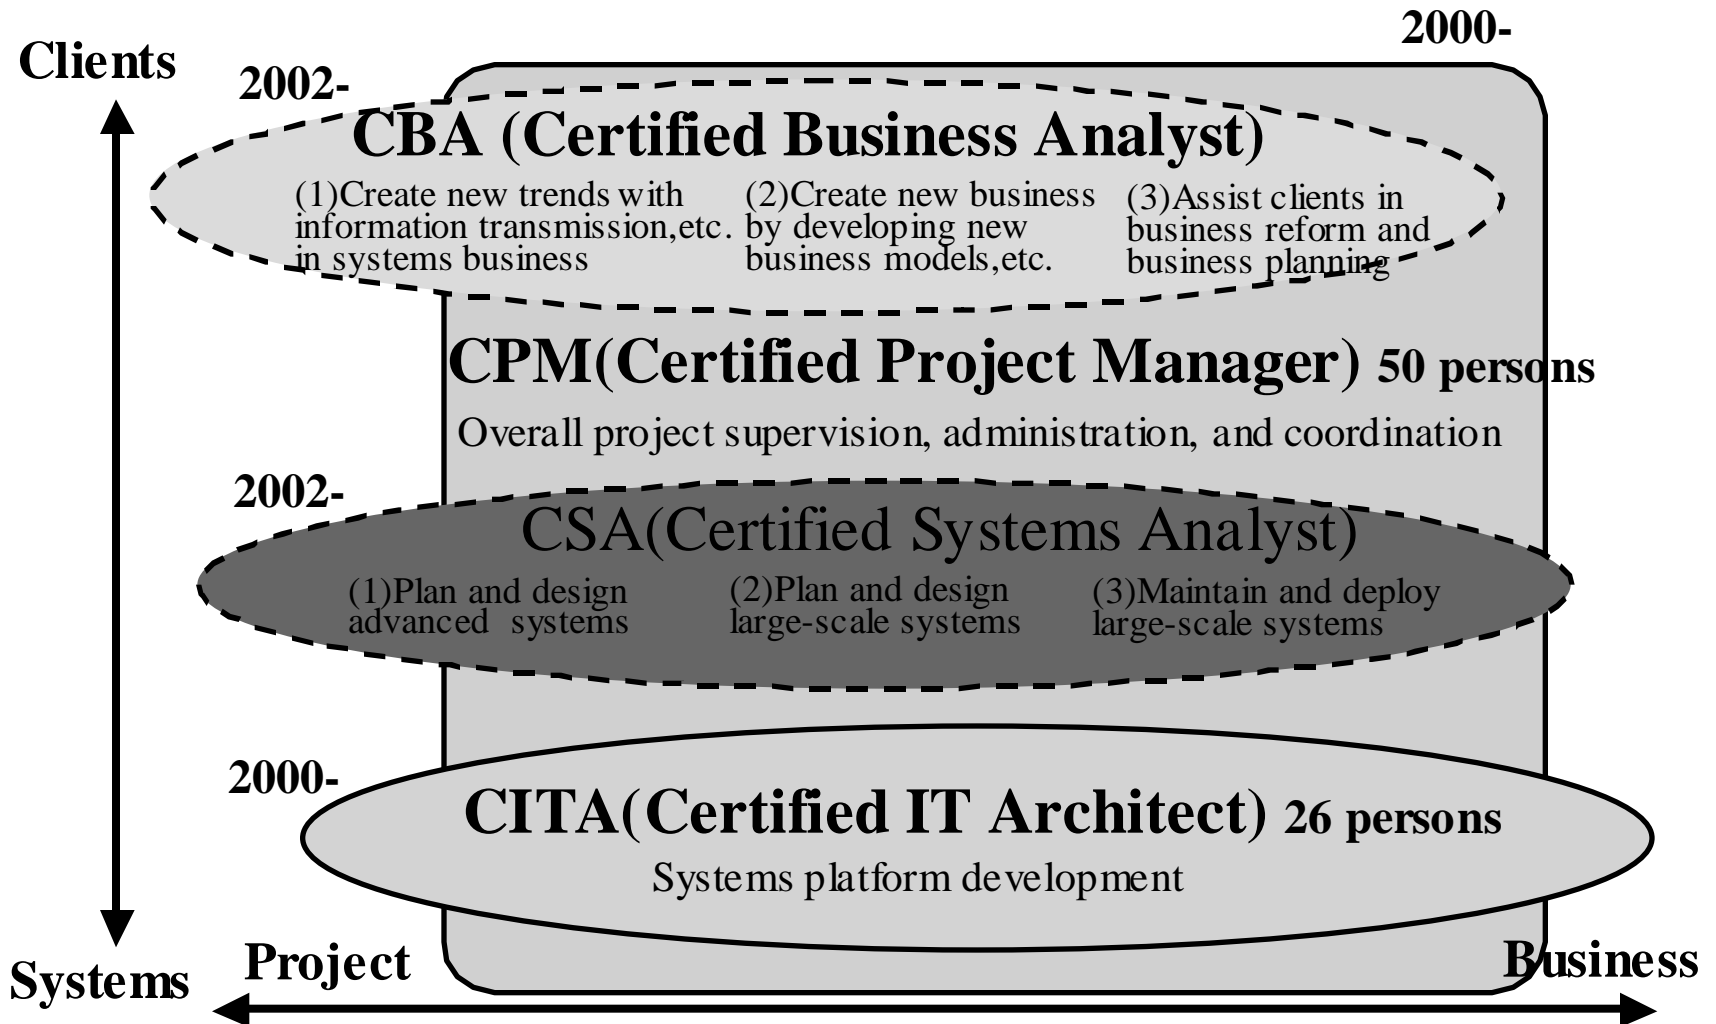 2000-
Clients
2002-
CBA (Certified Business Analyst)
(1)Create new trends with
information transmission,etc.
in systems business
(2)Create new business
by developing new
business models,etc.
(3)Assist clients in
business reform and
business planning
CPM(Certified Project Manager) 50 persons
Overall project supervision, administration, and coordination
2002-
CSA(Certified Systems Analyst)
(1)Plan and design
advanced systems
(2)Plan and design
large-scale systems
(3)Maintain and deploy
large-scale systems
2000-
CITA(Certified IT Architect) 26 persons
Systems platform development
Systems
Project
Business